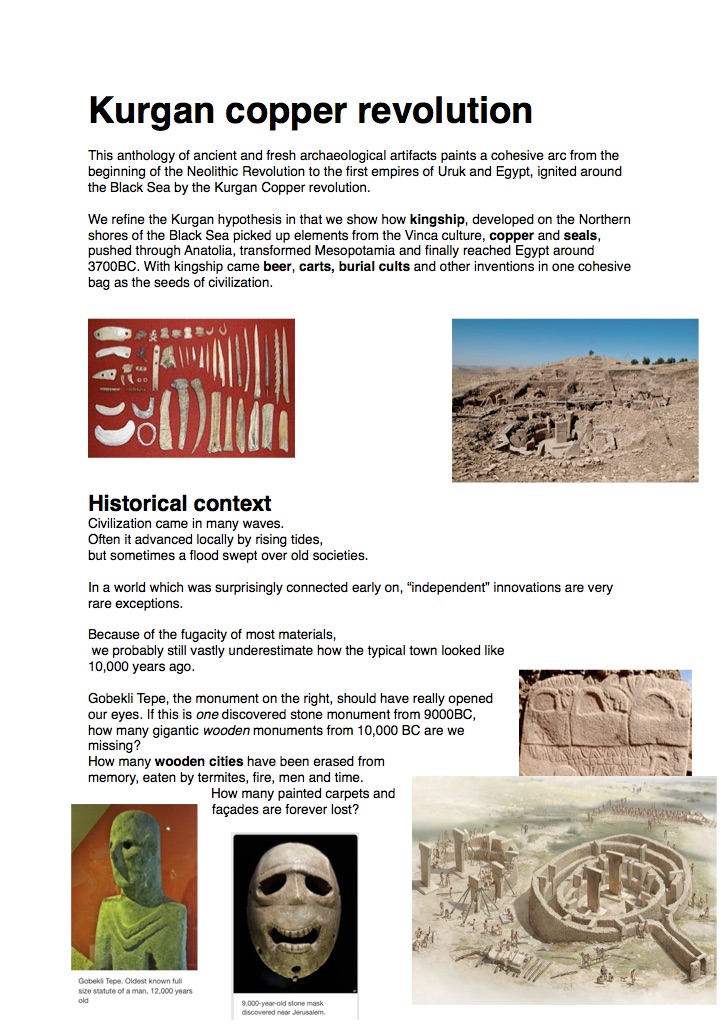 Kurgan copper revolution
This anthology of ancient and fresh archaeological artifacts paints a cohesive arc from the
beginning of the Neolithic Revolution to the first empires of Uruk and Egypt, ignited around
the Black Sea by the Kurgan Copper revolution.
We refine the Kurgan hypothesis in that we show how kingship, developed on the Northern
shores of the Black Sea picked up elements from the Vinca culture, copper and seals,
pushed through Anatolia, transformed Mesopotamia and finally reached Egypt around
3700BC. With kingship came beer, carts, burial cults and other inventions in one cohesive
bag as the seeds of civilization.
Historical context
Civilization came in many waves.
Often it advanced locally by rising tides,
but sometimes a flood swept over old societies.
In a world which was surprisingly connected early on, “independent” innovations are very
rare exceptions.
Because of the fugacity of most materials,
we probably still vastly underestimate how the typical town looked like
10,000 years ago.
Gobekli Tepe, the monument on the right, should have really opened
our eyes. If this is one discovered stone monument from 9000BC,
how many gigantic wooden monuments from 10,000 BC are we
missing?
How many wooden cities have been erased from
memory, eaten by termites, fire, men and time.
How many painted carpets and
façades are forever lost?
Gobekli Tepe. Oldest known full
size statue of a man, 12,000 years
old
9,000-year-old stone mask
discovered near Jerusalem.